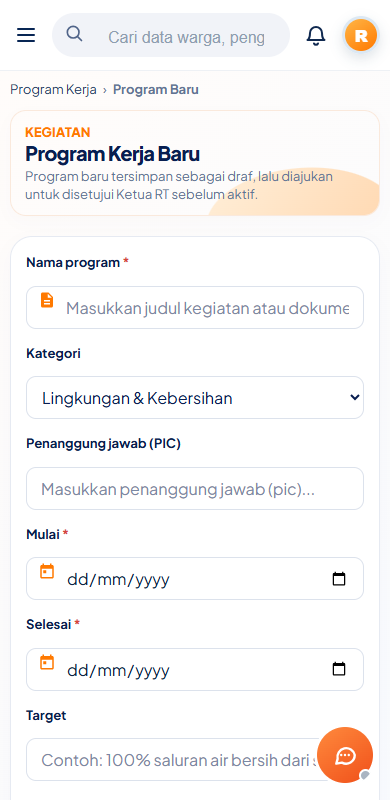 Cari data warga, peng
R
Program Kerja › Program Baru
KEGIATAN
Program Kerja Baru
Program baru tersimpan sebagai draf, lalu diajukan
untuk disetujui Ketua RT sebelum aktif.
Nama program *
Masukkan judul kegiatan atau dokume
Kategori
Lingkungan & Kebersihan
Penanggung jawab (PIC)
Masukkan penanggung jawab (pic)...
Mulai *
dd/mm/yyyy
Selesai *
dd/mm/yyyy
Target
Contoh: 100% saluran air bersih dari